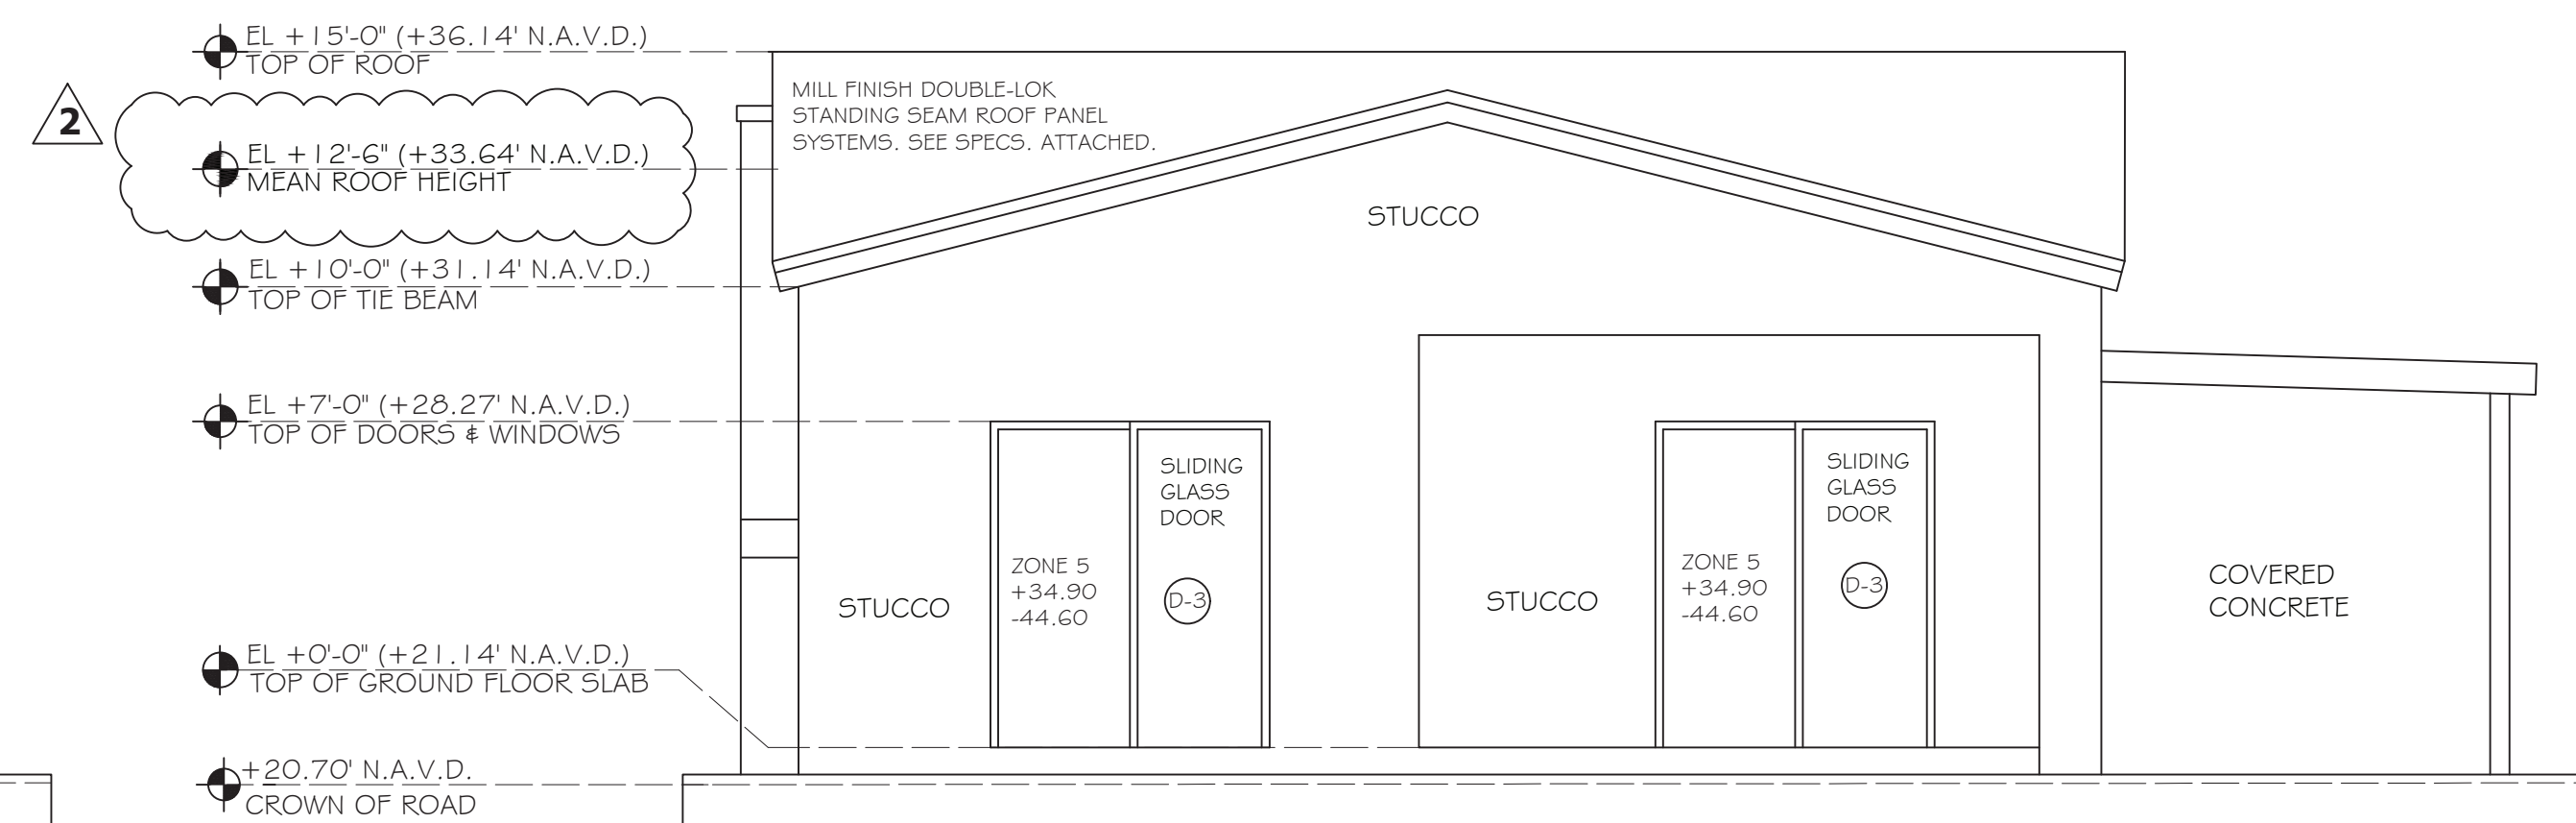 EL +15'-0" (+36.14' N.A.V.D.)
TOP OF ROOF
2
EL +12'-6" (+33.64' N.A.V.D.)
MEAN ROOF HEIGHT
EL +10'-0" (+31.14' N.A.V.D.)
TOP OF TIE BEAM
EL +7'-0" (+28.27' N.A.V.D.)
TOP OF DOORS & WINDOWS
EL +0'-0" (+21.14' N.A.V.D.)
TOP OF GROUND FLOOR SLAB
+20.70' N.A.V.D.
CROWN OF ROAD
MILL FINISH DOUBLE-LOK
STANDING SEAM ROOF PANEL
SYSTEMS. SEE SPECS. ATTACHED.
STUCCO
STUCCO
ZONE 5
+34.90
-44.60
SLIDING
GLASS
DOOR
D-3
STUCCO
ZONE 5
+34.90
-44.60
SLIDING
GLASS
DOOR
D-3
COVERED
CONCRETE